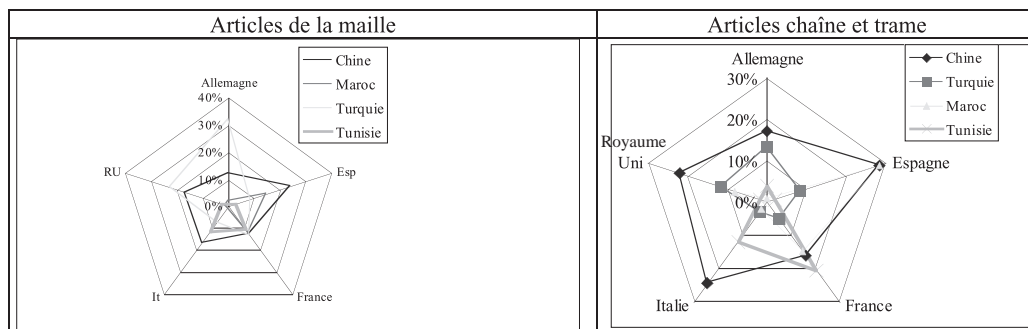 Articles de la maille
Chine
Maroc
Turquie
Tunisie
Allemagne
40%
30%
20%
10%
0%
RU
Esp
It
France
Articles chaîne et trame
Chine
Turquie
Maroc
Tunisie
Allemagne
30%
20%
10%
0%
Royaume
Uni
Espagne
Italie
France